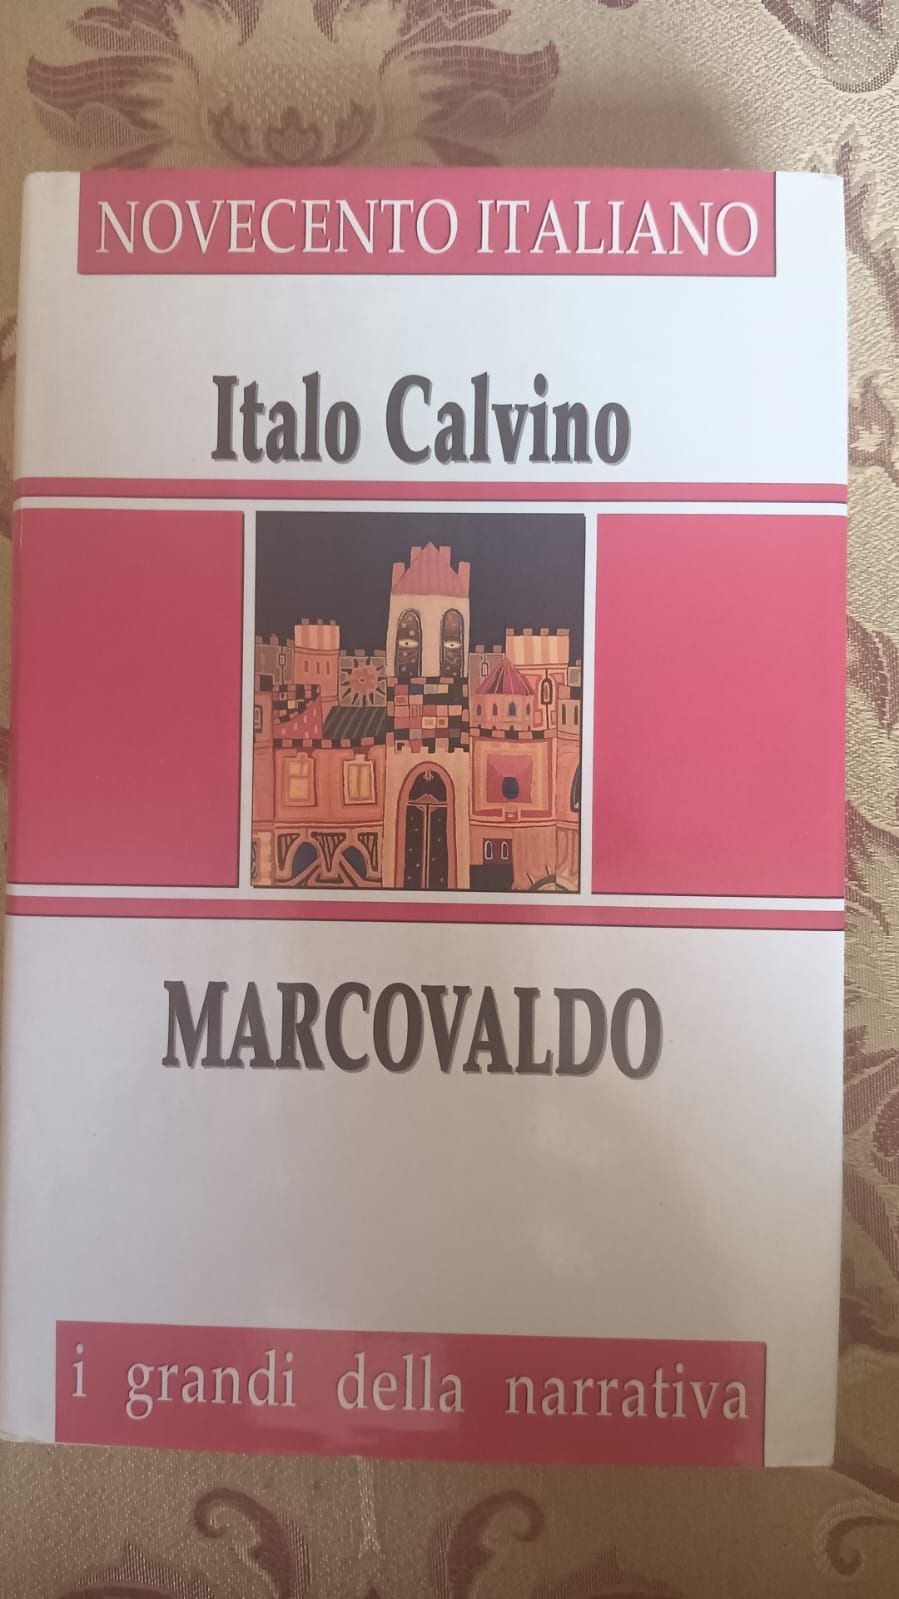 NOVECENTO ITALIANO
Italo Calvino
MARCOVALDO
i grandi della narrativa